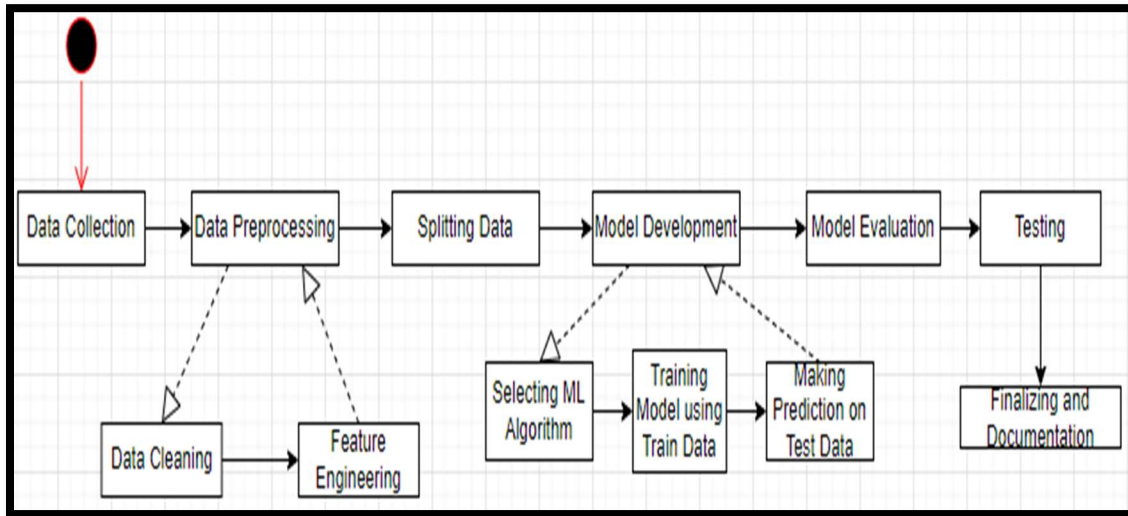 Data Collection
Data Preprocessing
Splitting Data
Model Development
Model Evaluation
Testing
Data Cleaning
Feature
Engineering
Selecting ML
Algorithm
Training
Model using
Train Data
Making
Prediction on
Test Data
Finalizing and
Documentation